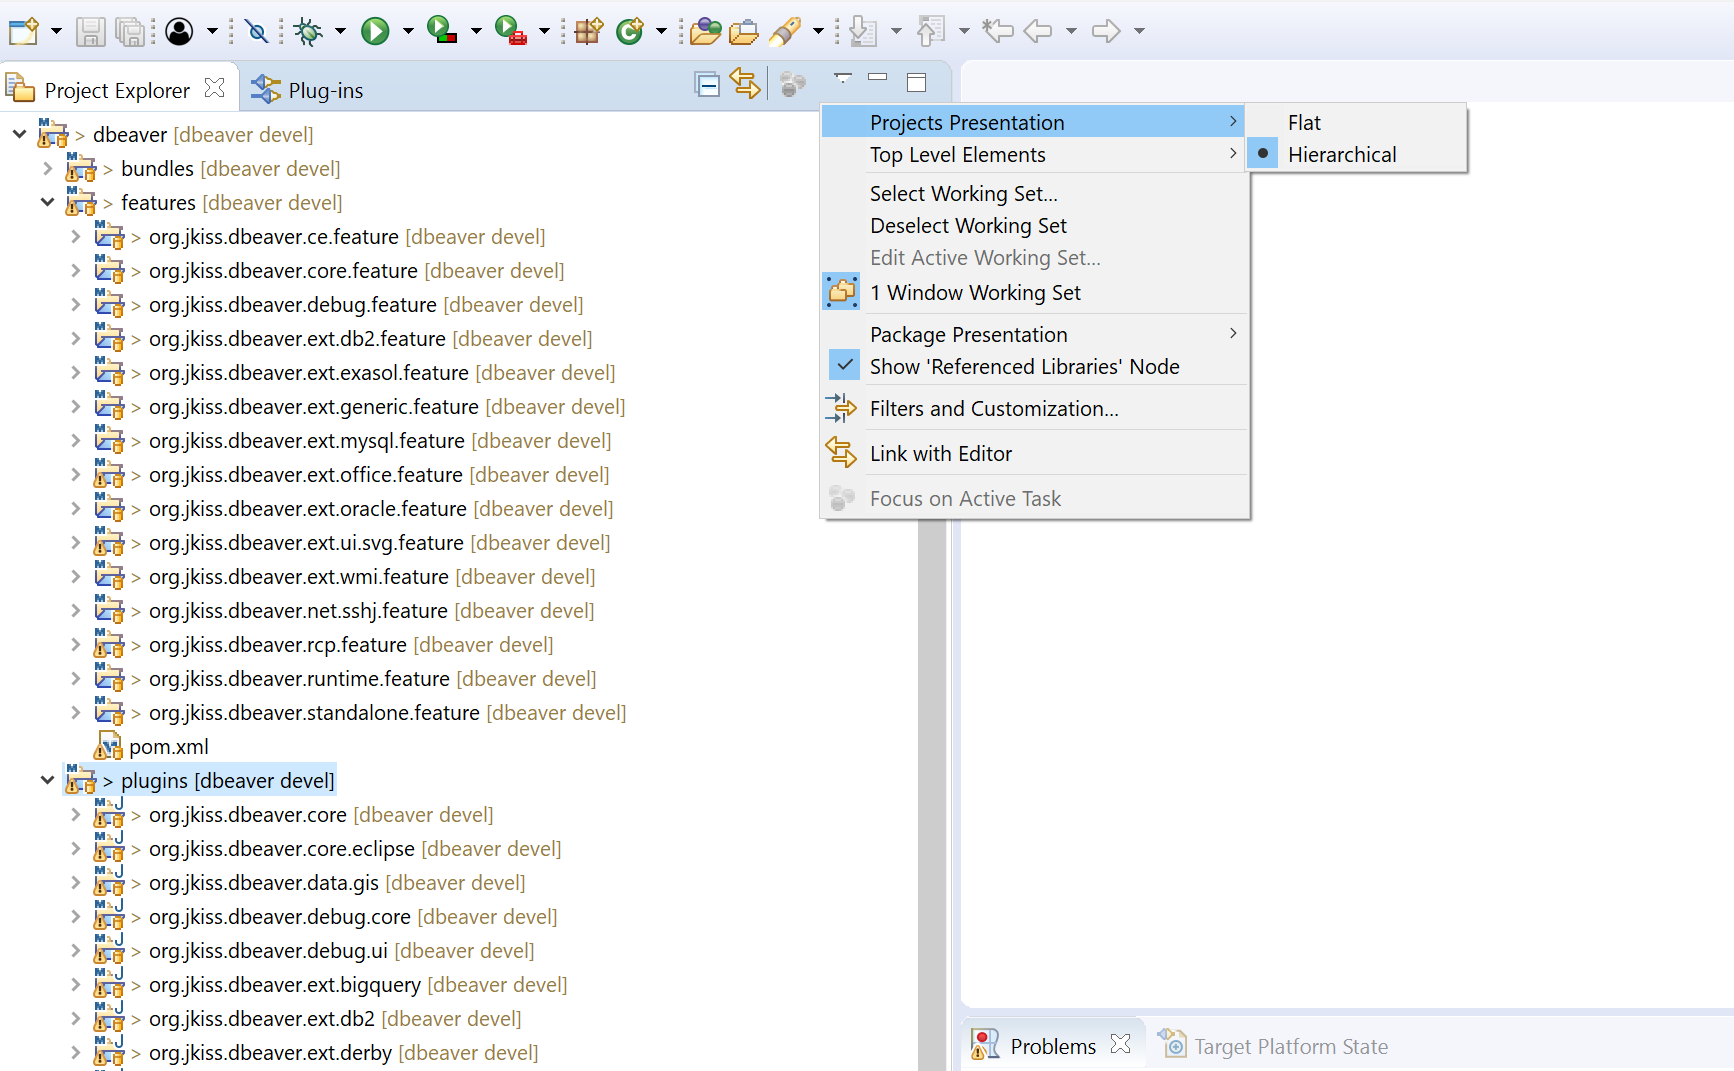 Project Explorer
Plug-ins
> dbeaver [dbeaver devel]
> bundles [dbeaver devel]
> features [dbeaver devel]
> org.jkiss.dbeaver.ce.feature [dbeaver devel]
> org.jkiss.dbeaver.core.feature [dbeaver devel]
> org.jkiss.dbeaver.debug.feature [dbeaver devel]
> org.jkiss.dbeaver.ext.db2.feature [dbeaver devel]
> org.jkiss.dbeaver.ext.exasol.feature [dbeaver devel]
> org.jkiss.dbeaver.ext.generic.feature [dbeaver devel]
> org.jkiss.dbeaver.ext.mysql.feature [dbeaver devel]
> org.jkiss.dbeaver.ext.office.feature [dbeaver devel]
> org.jkiss.dbeaver.ext.oracle.feature [dbeaver devel]
> org.jkiss.dbeaver.ext.ui.svg.feature [dbeaver devel]
> org.jkiss.dbeaver.ext.wmi.feature [dbeaver devel]
> org.jkiss.dbeaver.net.sshj.feature [dbeaver devel]
> org.jkiss.dbeaver.rcp.feature [dbeaver devel]
> org.jkiss.dbeaver.runtime.feature [dbeaver devel]
> org.jkiss.dbeaver.standalone.feature [dbeaver devel]
pom.xml
> plugins [dbeaver devel]
> org.jkiss.dbeaver.core [dbeaver devel]
> org.jkiss.dbeaver.core.eclipse [dbeaver devel]
> org.jkiss.dbeaver.data.gis [dbeaver devel]
> org.jkiss.dbeaver.debug.core [dbeaver devel]
> org.jkiss.dbeaver.debug.ui [dbeaver devel]
> org.jkiss.dbeaver.ext.bigquery [dbeaver devel]
> org.jkiss.dbeaver.ext.db2 [dbeaver devel]
> org.jkiss.dbeaver.ext.derby [dbeaver devel]
Projects Presentation
Top Level Elements
Select Working Set...
Deselect Working Set
Edit Active Working Set...
1 Window Working Set
Package Presentation
Show 'Referenced Libraries' Node
Filters and Customization...
Link with Editor
Focus on Active Task
Flat
Hierarchical
Problems
Target Platform State